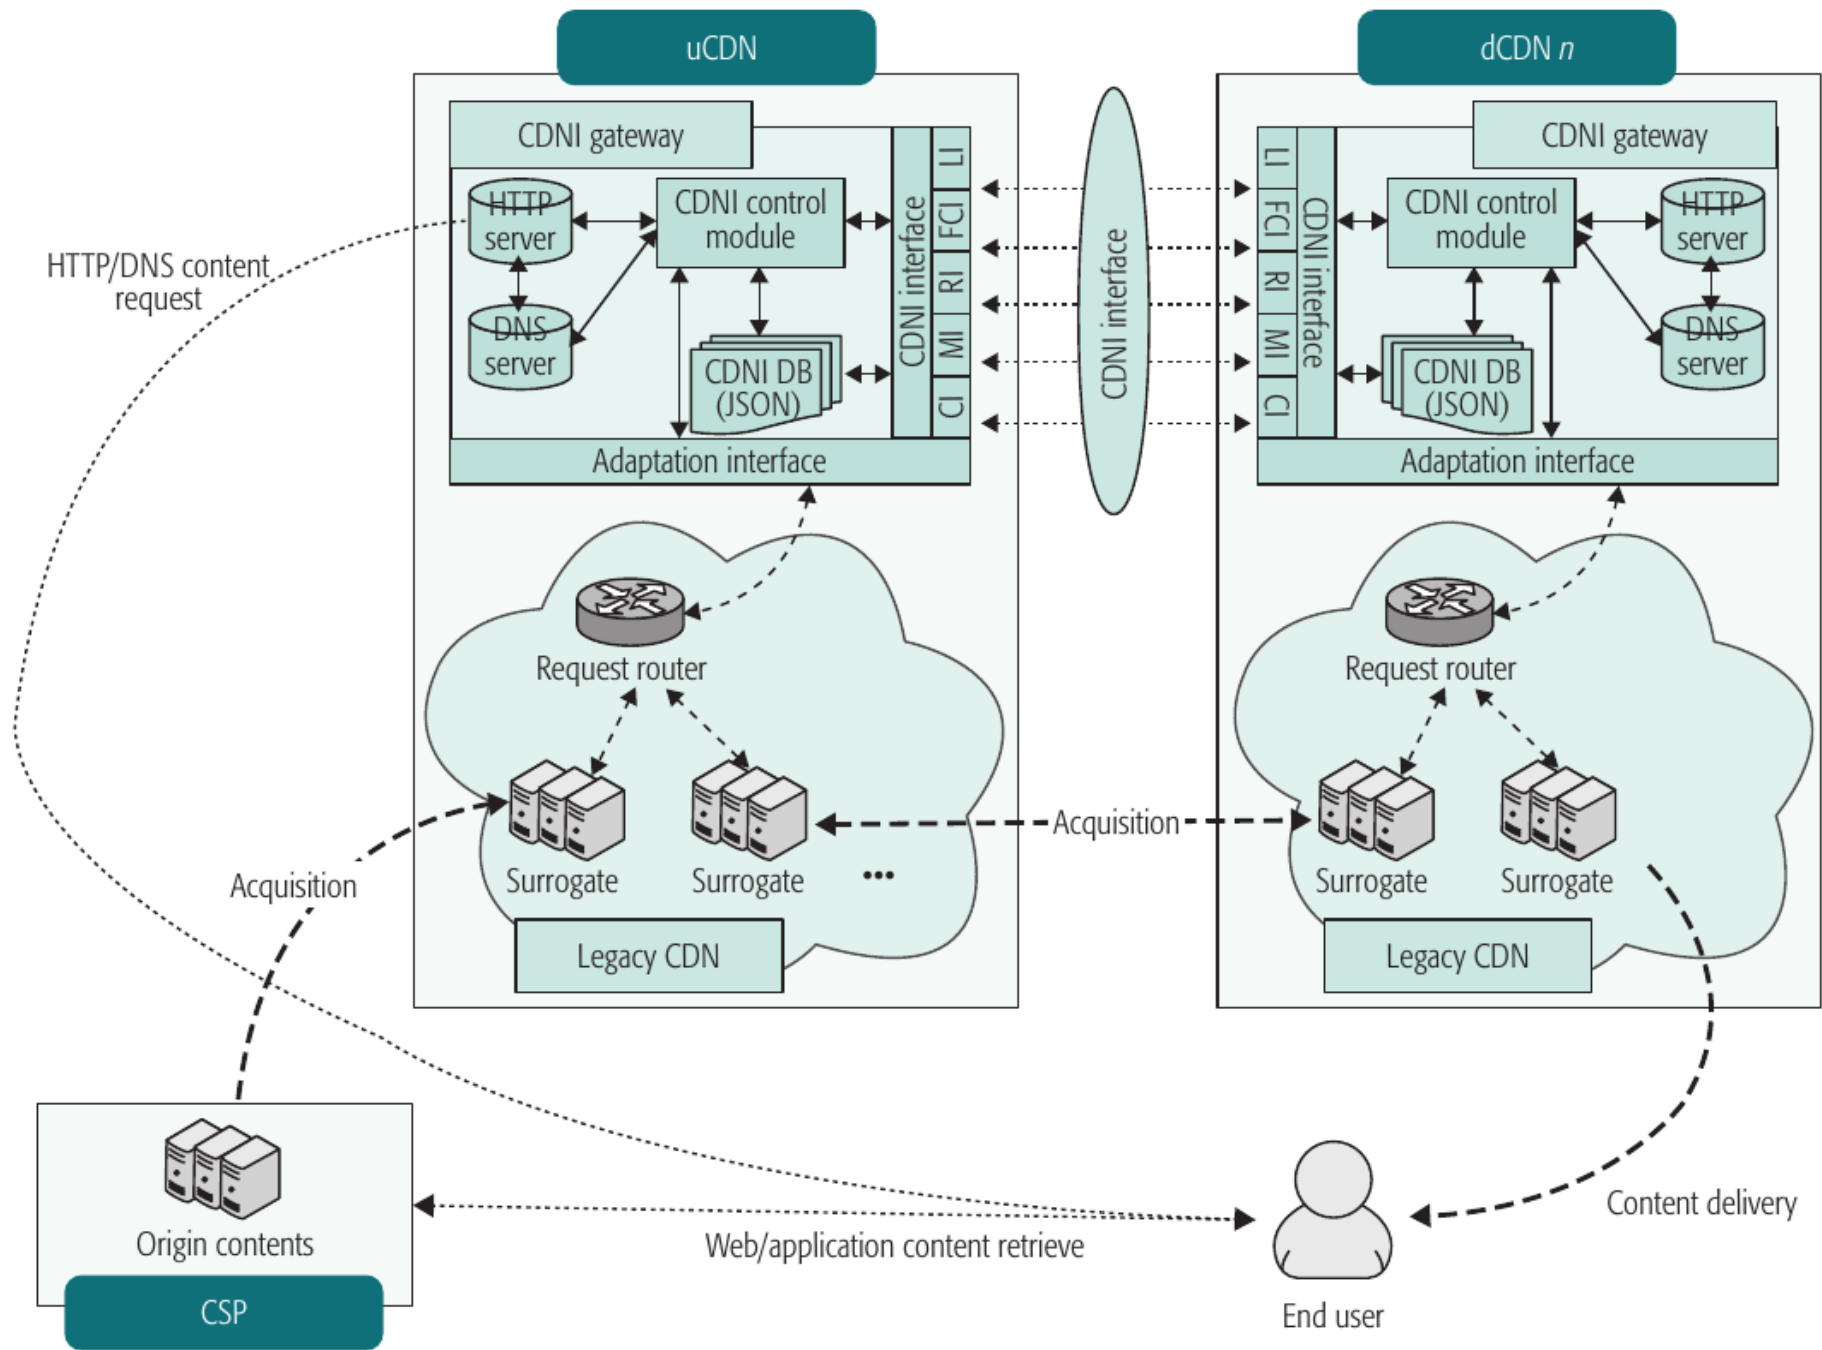 uCDN
dCDN n
CDNI gateway
HTTP
server
CDNI control
module
DNS
server
CDNI DB
(JSON)
CDNI interface
LI
FCI
RI
MI
CI
Adaptation interface
CDNI interface
CDNI gateway
LI
FCI
RI
MI
CI
CDNI interface
CDNI control
module
HTTP
server
DNS
server
CDNI DB
(JSON)
Adaptation interface
HTTP/DNS content
request
Request router
Request router
Acquisition
Acquisition
Surrogate
Surrogate
...
Surrogate
Surrogate
Legacy CDN
Legacy CDN
Origin contents
CSP
Web/application content retrieve
Content delivery
End user